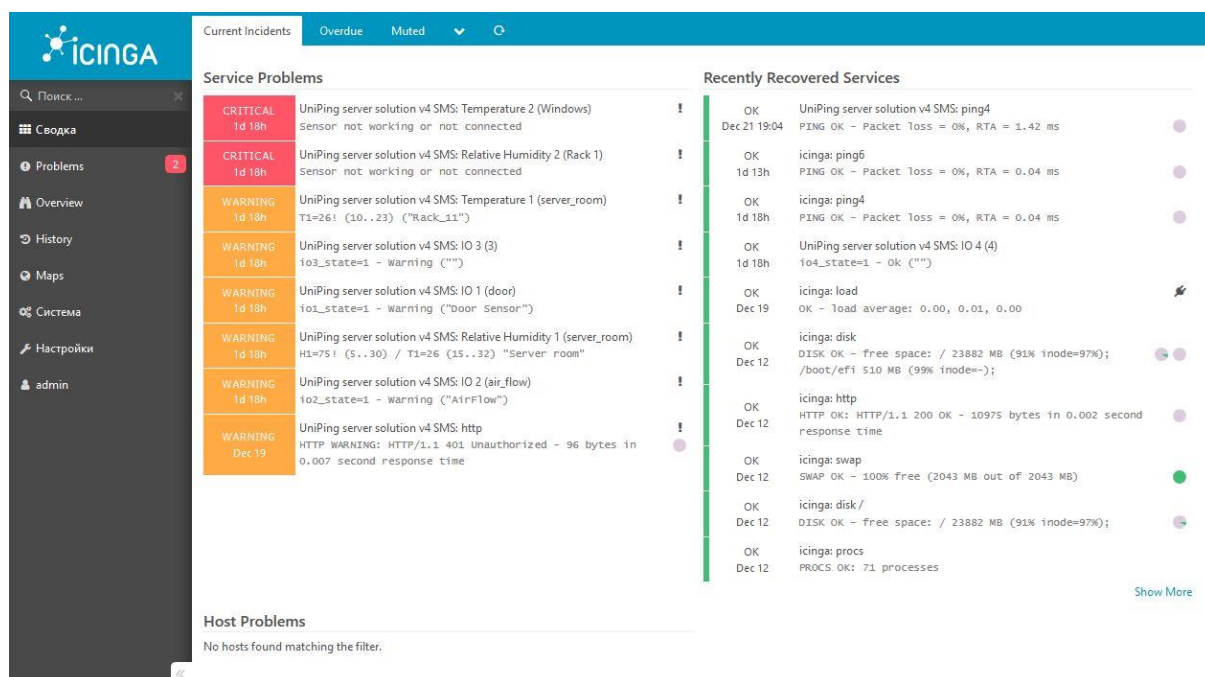 icinga
Поиск ...
Сводка
Problems
2
Overview
History
Maps
Система
Настройки
admin
Current Incidents
Overdue
Muted
Service Problems
CRITICAL
1d 18h
UniPing server solution v4 SMS: Temperature 2 (Windows)
Sensor not working or not connected
CRITICAL
1d 18h
UniPing server solution v4 SMS: Relative Humidity 2 (Rack 1)
Sensor not working or not connected
WARNING
1d 18h
UniPing server solution v4 SMS: Temperature 1 (server_room)
T1=26! (10..23) ("Rack_11")
WARNING
1d 18h
UniPing server solution v4 SMS: IO 3 (3)
io3_state=1 - Warning ("")
WARNING
1d 18h
UniPing server solution v4 SMS: IO 1 (door)
io1_state=1 - Warning ("Door Sensor")
WARNING
1d 18h
UniPing server solution v4 SMS: Relative Humidity 1 (server_room)
H1=75! (5..30) / T1=26 (15..32) "Server room"
WARNING
1d 18h
UniPing server solution v4 SMS: IO 2 (air_flow)
io2_state=1 - Warning ("AirFlow")
WARNING
Dec 19
UniPing server solution v4 SMS: http
HTTP WARNING: HTTP/1.1 401 Unauthorized - 96 bytes in
0.007 second response time
Host Problems
No hosts found matching the filter.
Recently Recovered Services
OK
Dec 21 19:04
UniPing server solution v4 SMS: ping4
PING OK - Packet loss = 0%, RTA = 1.42 ms
OK
1d 13h
icinga: ping6
PING OK - Packet loss = 0%, RTA = 0.04 ms
OK
1d 18h
icinga: ping4
PING OK - Packet loss = 0%, RTA = 0.04 ms
OK
1d 18h
UniPing server solution v4 SMS: IO 4 (4)
io4_state=1 - Ok ("")
OK
Dec 19
icinga: load
OK - load average: 0.00, 0.01, 0.00
OK
Dec 12
icinga: disk
DISK OK - free space: / 23882 MB (91% inode=97%);
/boot/efi 510 MB (99% inode=-);
OK
Dec 12
icinga: http
HTTP OK: HTTP/1.1 200 OK - 10975 bytes in 0.002 second
response time
OK
Dec 12
icinga: swap
SWAP OK - 100% free (2043 MB out of 2043 MB)
OK
Dec 12
icinga: disk /
DISK OK - free space: / 23882 MB (91% inode=97%);
OK
Dec 12
icinga: procs
PROCS OK: 71 processes
Show More